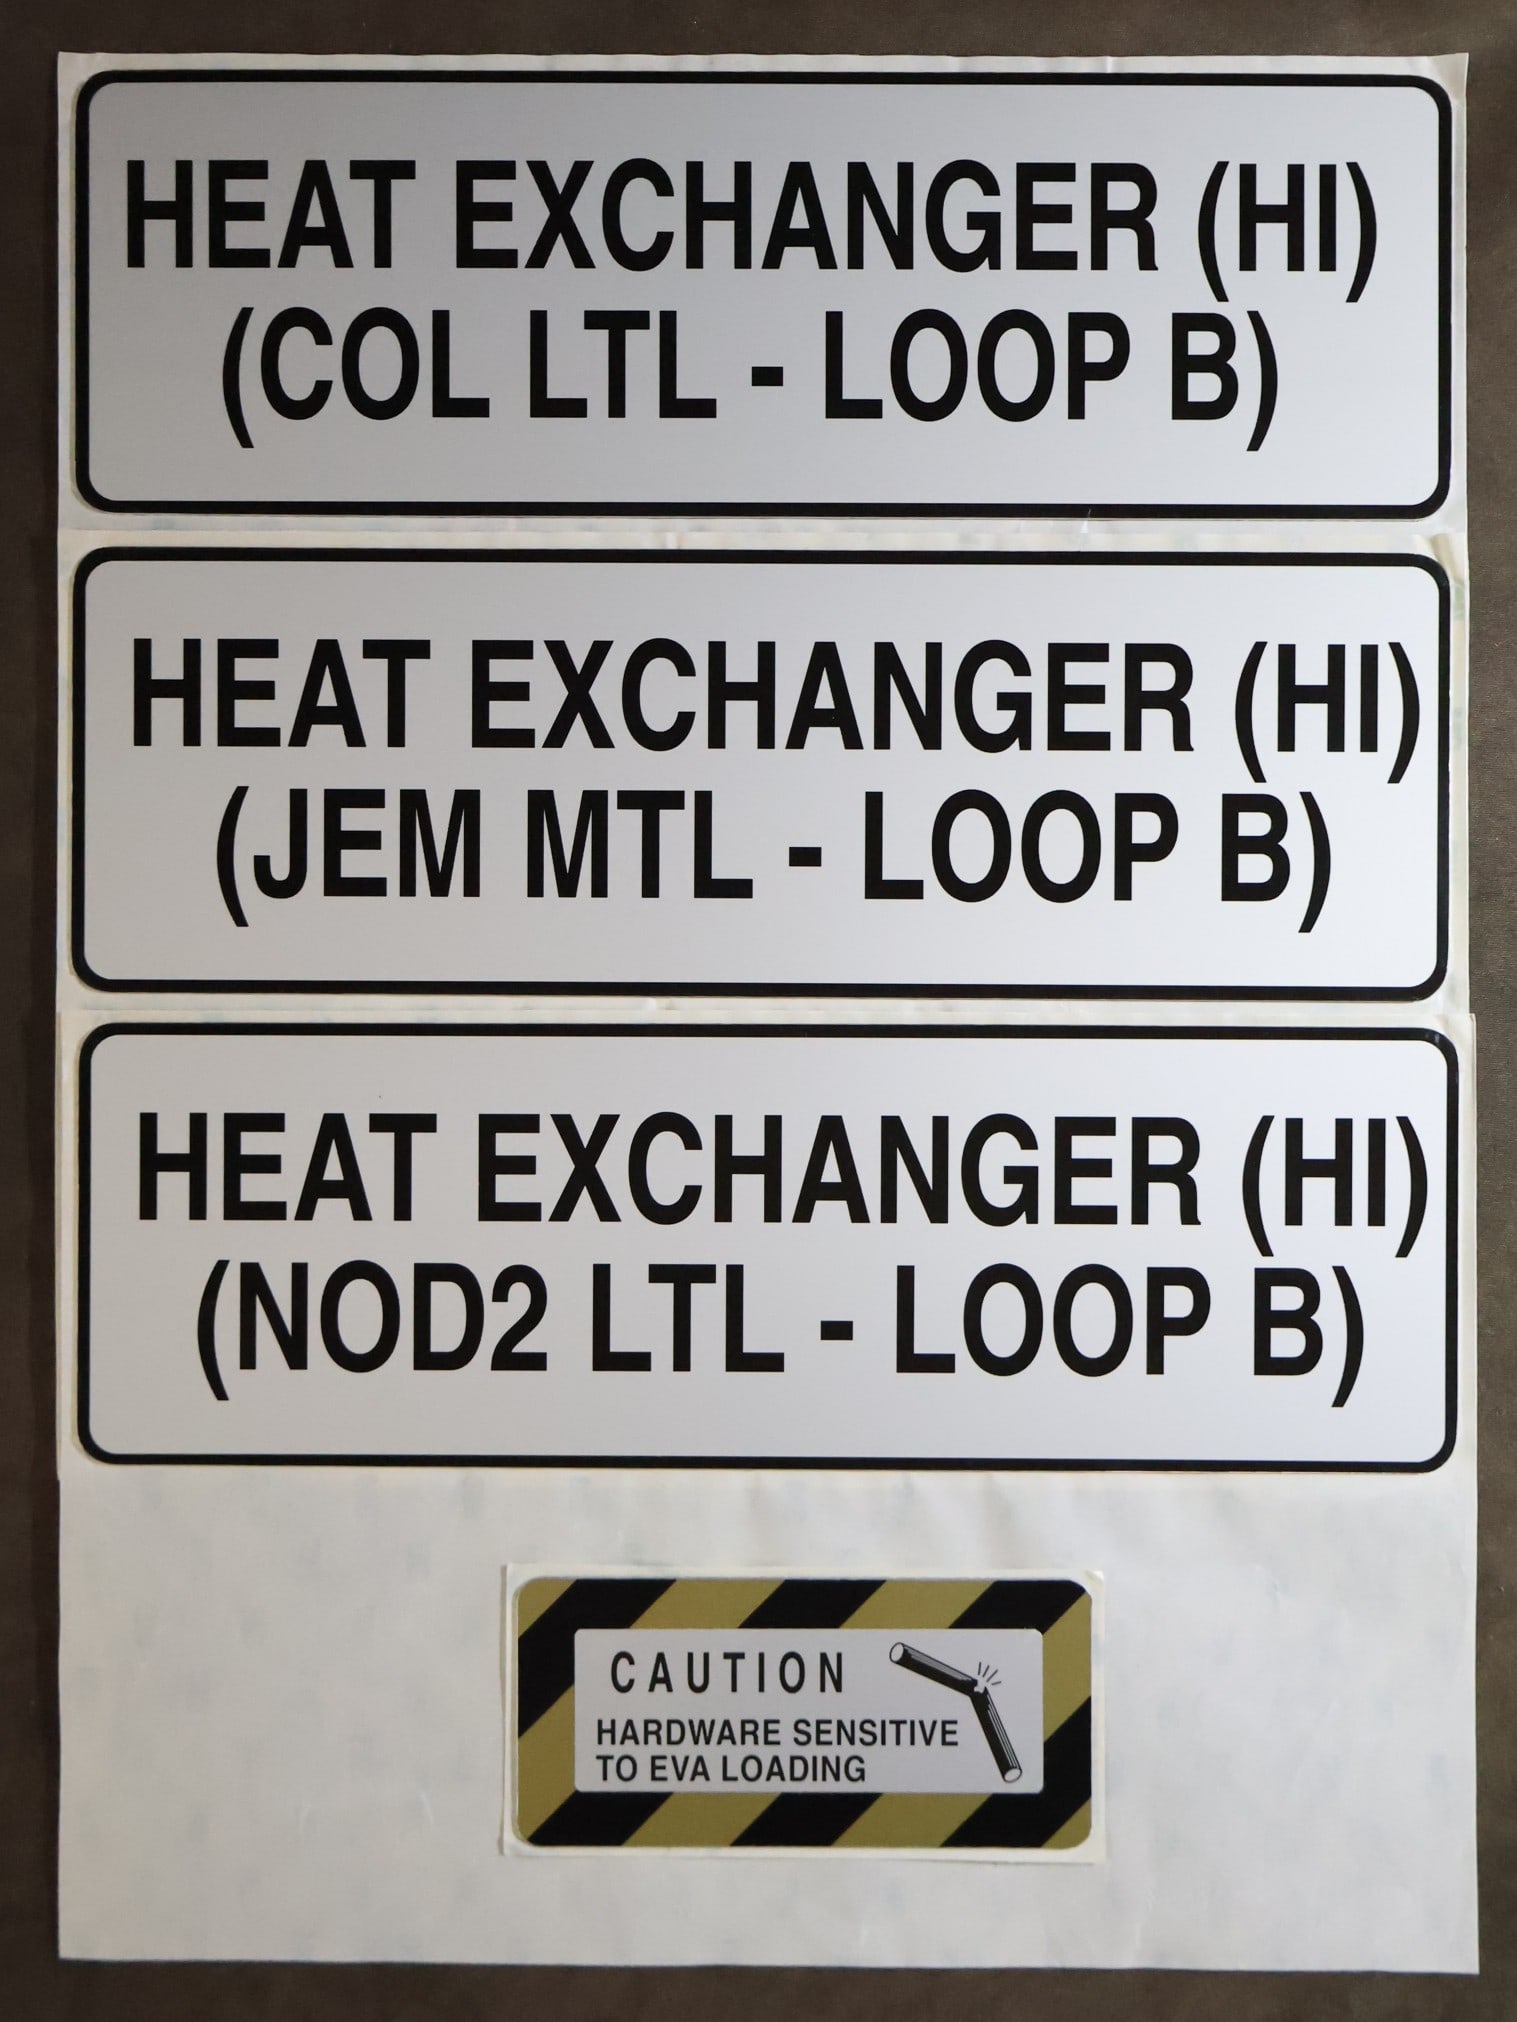 HEAT EXCHANGER (HI)
(COL LTL - LOOP B)
HEAT EXCHANGER (HI)
(JEM MTL - LOOP B)
HEAT EXCHANGER (HI)
(NOD2 LTL - LOOP B)
CAUTION
HARDWARE SENSITIVE
TO EVA LOADING